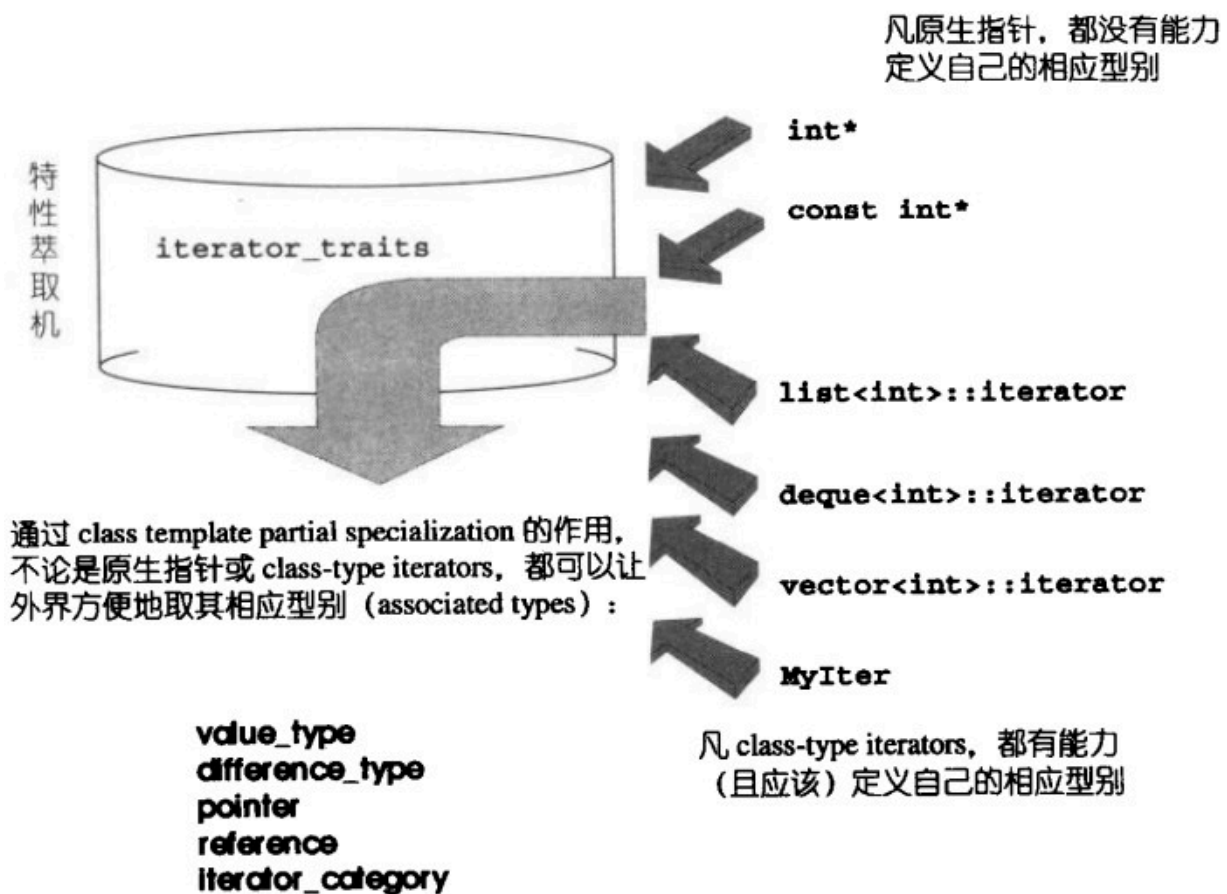 凡原生指针，都没有能力
定义自己的相应型别
int*
const int*
特性萃取机
iterator_traits
list<int>::iterator
deque<int>::iterator
vector<int>::iterator
MyIter
通过 class template partial specialization 的作用，
不论是原生指针或 class-type iterators，都可以让
外界方便地取其相应型别（associated types）：
凡 class-type iterators，都有能力
（且应该）定义自己的相应型别
value_type
difference_type
pointer
reference
iterator_category